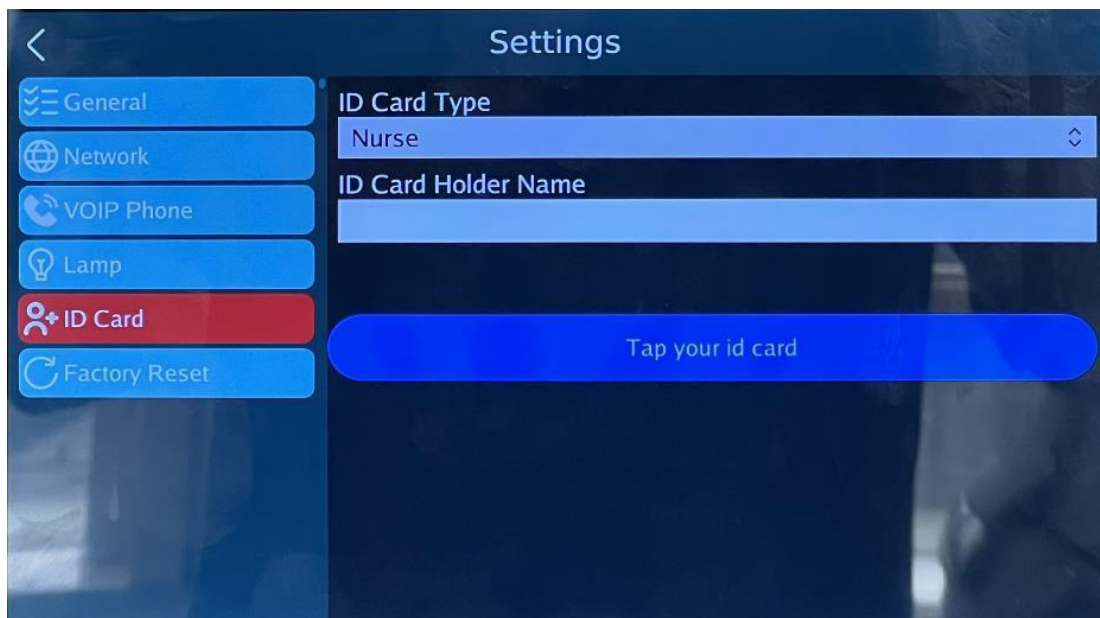 Settings
General
Network
VOIP Phone
Lamp
ID Card
Factory Reset
ID Card Type
Nurse
ID Card Holder Name
Tap your id card